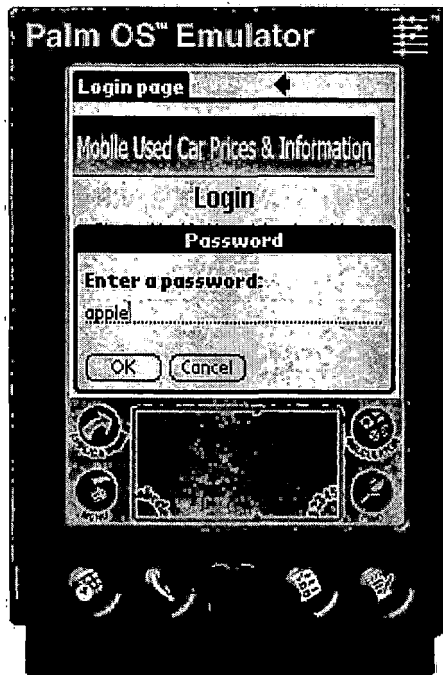 Palm OS™ Emulator
Login page
Mobile Used Car Prices & Information
Login
Password
Enter a password:
apple
OK Cancel